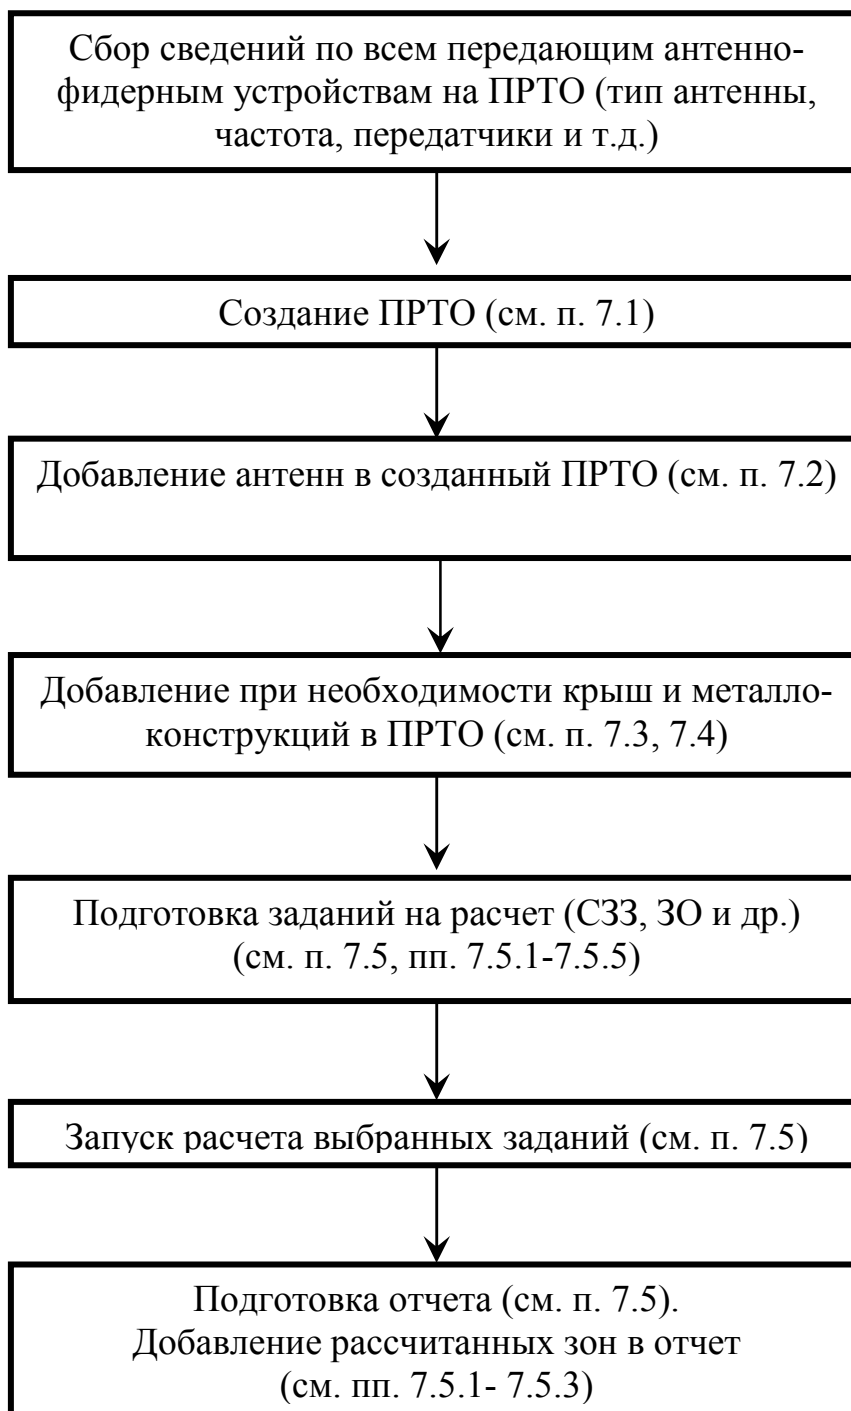 Сбор сведений по всем передающим антенно-
фидерным устройствам на ПРТО (тип антенны,
частота, передатчики и т.д.)
Создание ПРТО (см. п. 7.1)
Добавление антенн в созданный ПРТО (см. п. 7.2)
Добавление при необходимости крыш и металло-
конструкций в ПРТО (см. п. 7.3, 7.4)
Подготовка заданий на расчет (СЗЗ, ЗО и др.)
(см. п. 7.5, пп. 7.5.1-7.5.5)
Запуск расчета выбранных заданий (см. п. 7.5)
Подготовка отчета (см. п. 7.5).
Добавление рассчитанных зон в отчет
(см. пп. 7.5.1- 7.5.3)